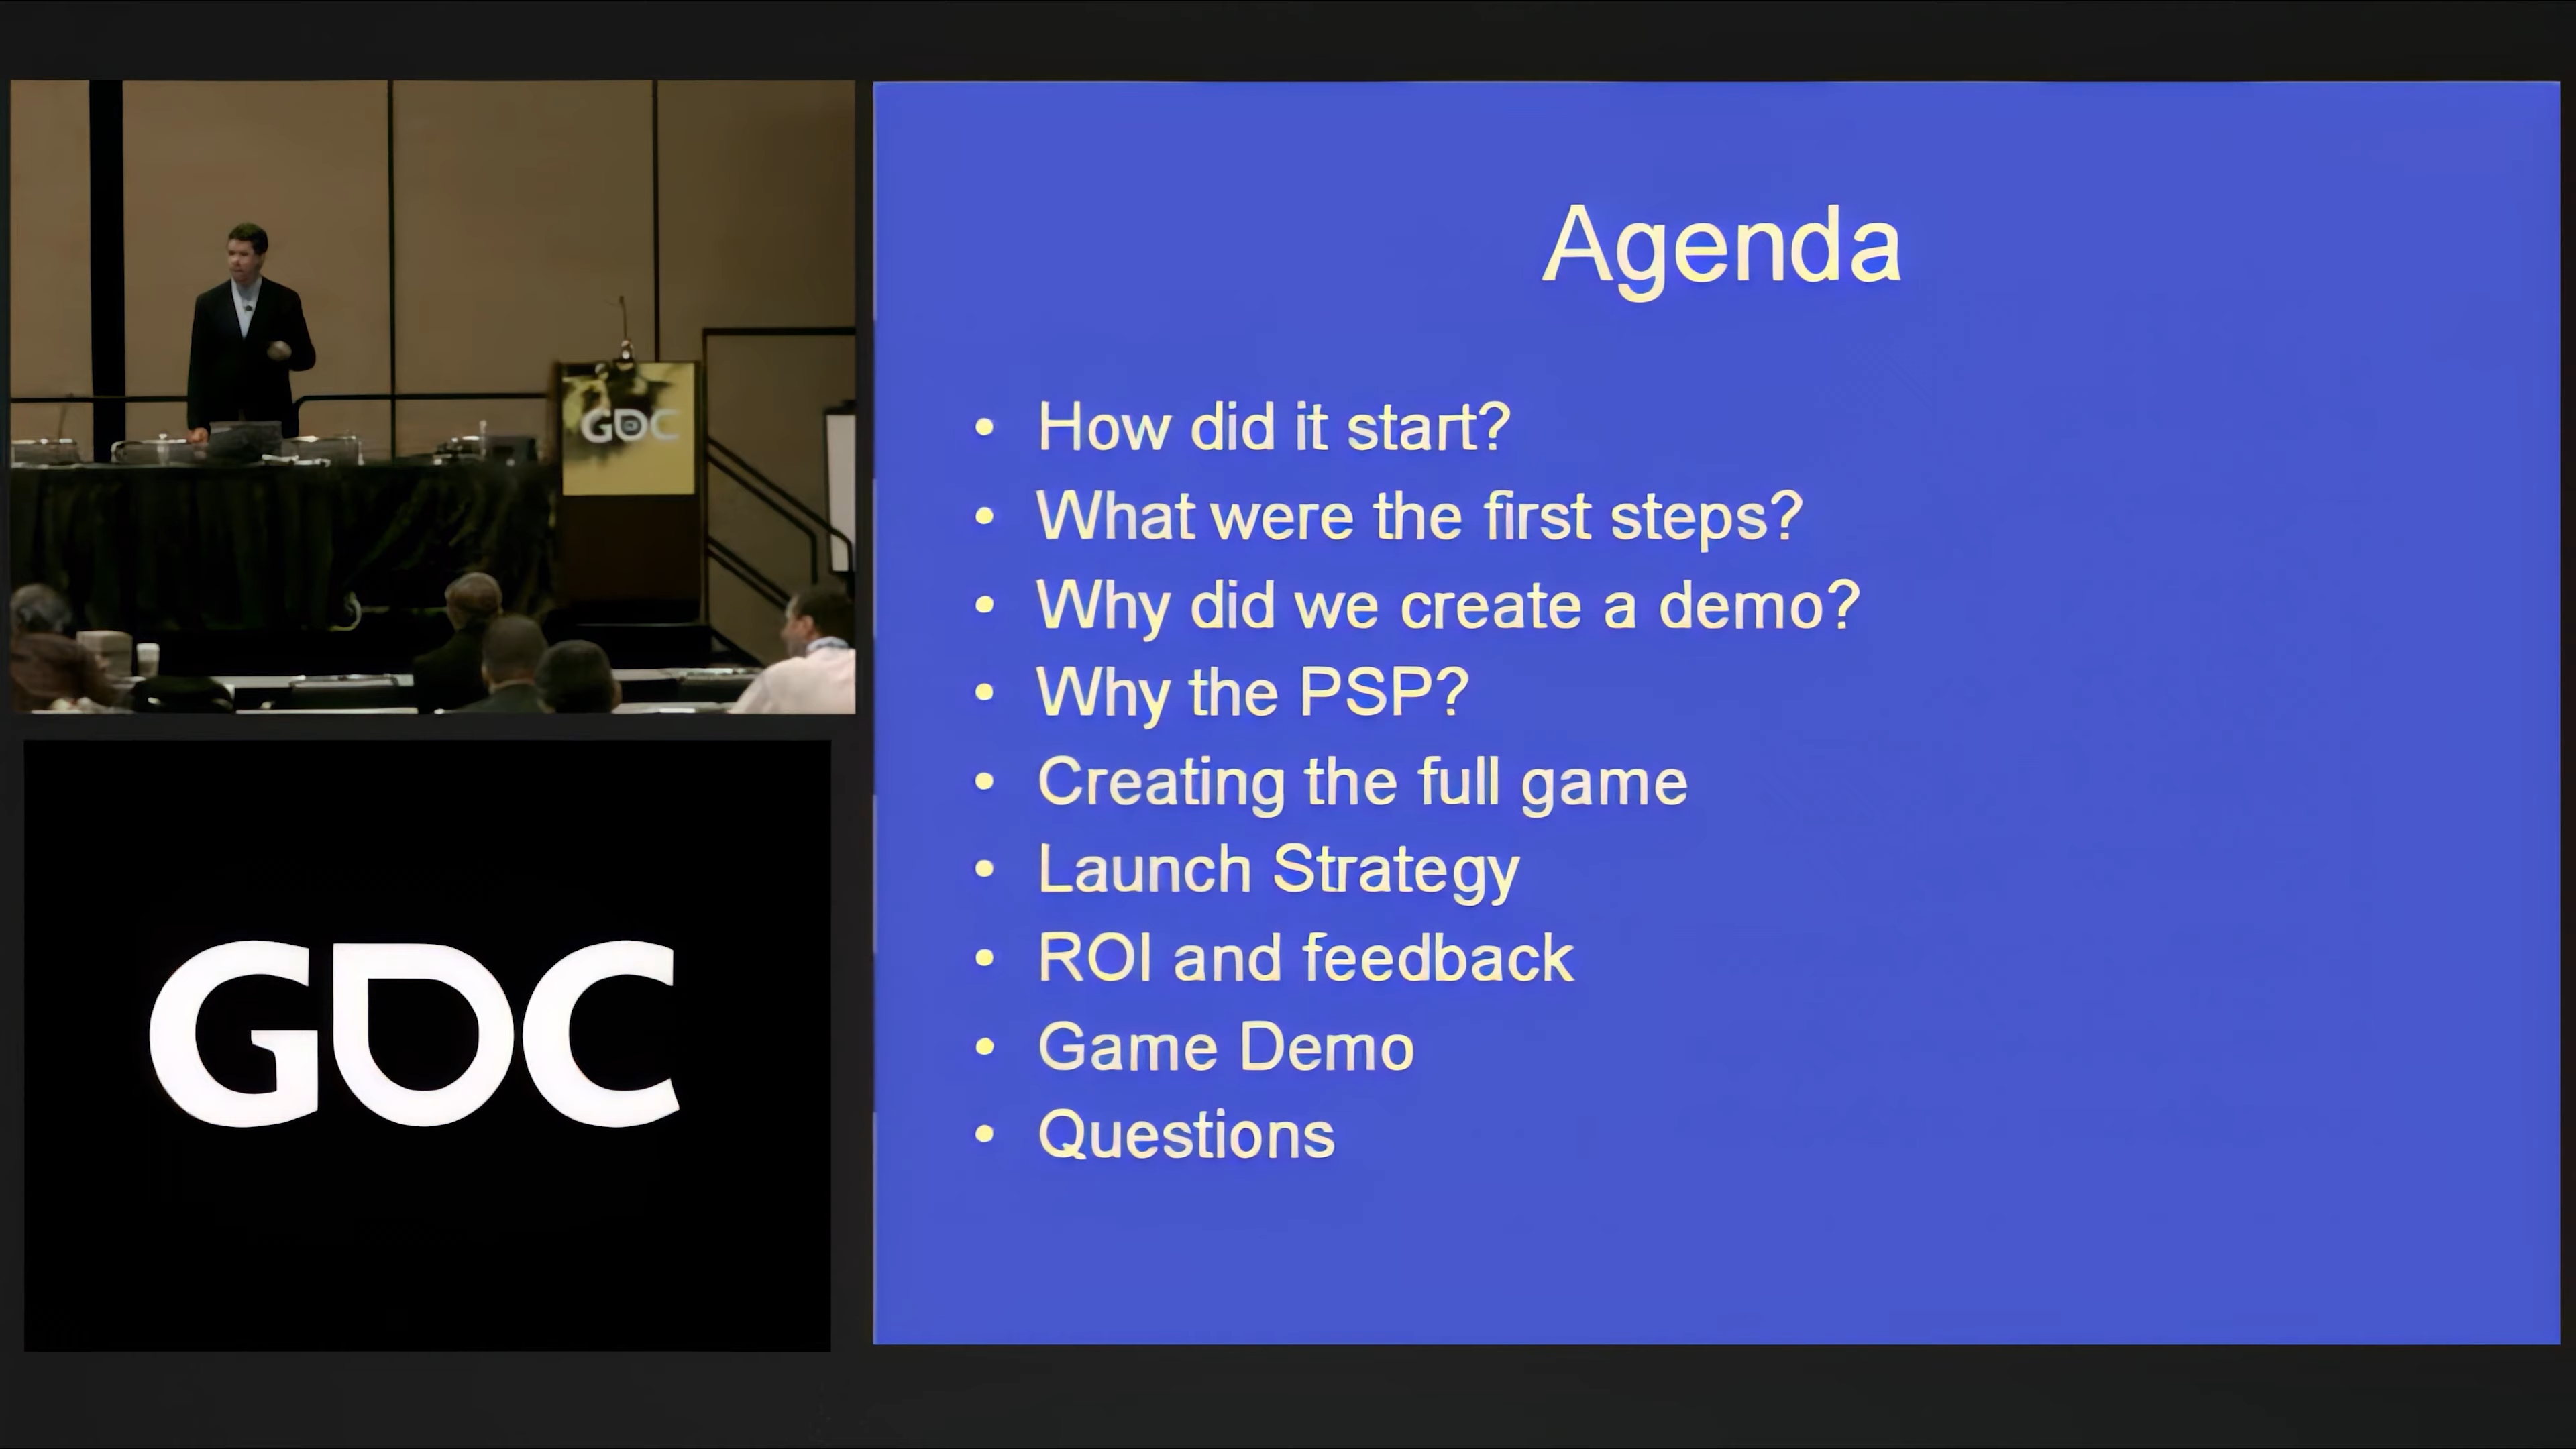 GDC
GDC
Agenda
• How did it start?
• What were the first steps?
• Why did we create a demo?
• Why the PSP?
• Creating the full game
• Launch Strategy
• ROI and feedback
• Game Demo
• Questions